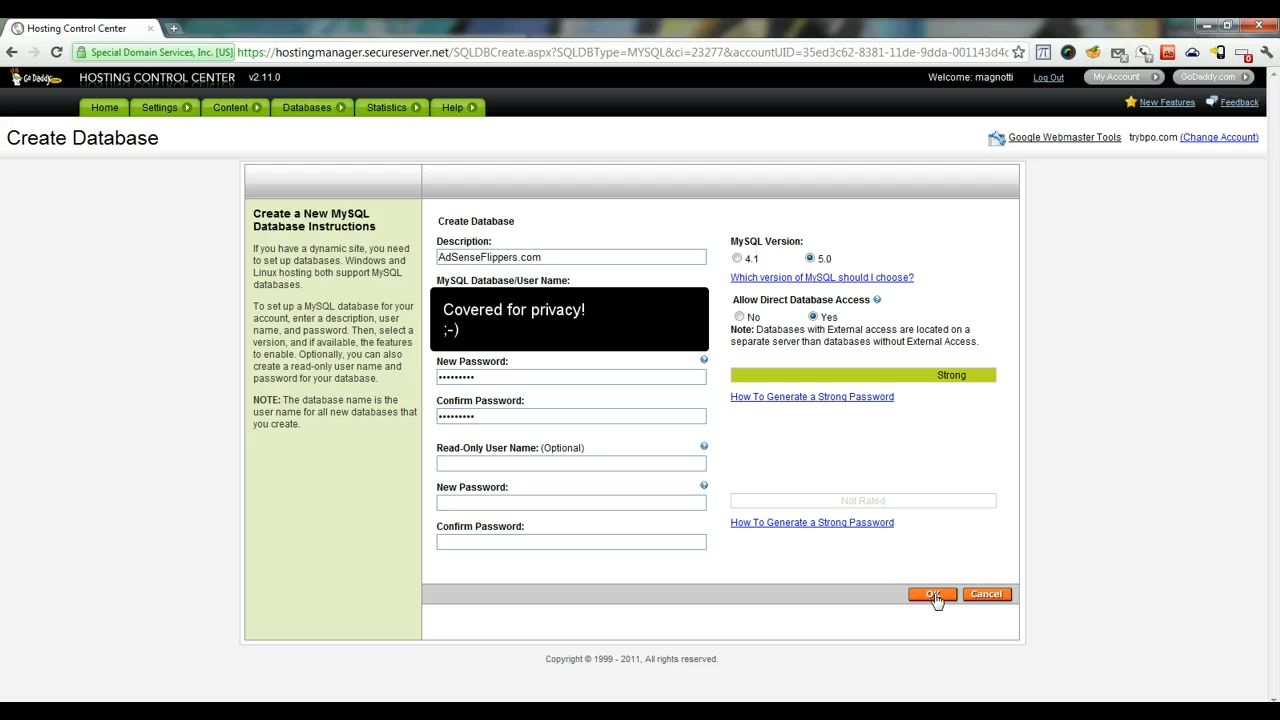 Hosting Control Center
Special Domain Services, Inc. [US]
https://hostingmanager.secureserver.net/SQLDBCreate.aspx?SQLDBType=MYSQL&ci=23277&accountUID=35ed3c62-5381-11de-9dda-001143d4c
Go Daddy
HOSTING CONTROL CENTER v2.11.0
Welcome: magnotti
Log Out
My Account
GoDaddy.com
Home
Settings
Content
Databases
Statistics
Help
New Features
Feedback
Create Database
Google Webmaster Tools
trybpo.com (Change Account)
Create a New MySQL
Database Instructions
If you have a dynamic site, you need
to set up databases. Windows and
Linux hosting both support MySQL
databases.
To set up a MySQL database for your
account, enter a description, user
name, and password. Then, select a
version, and if available, the features
to enable. Optionally, you can also
create a read-only user name and
password for your database.
NOTE: The database name is the
user name for all new databases that
you create.
Create Database
Description:
AdSenseFlippers.com
MySQL Database/User Name:
Covered for privacy!
;-)
New Password:
•••••••••
Confirm Password:
•••••••••
Read-Only User Name: (Optional)
New Password:
Confirm Password:
MySQL Version:
4.1
5.0
Which version of MySQL should I choose?
Allow Direct Database Access
No
Yes
Note: Databases with External access are located on a
separate server than databases without External Access.
Strong
How To Generate a Strong Password
Not Rated
How To Generate a Strong Password
OK
Cancel
Copyright © 1999 - 2011, All rights reserved.